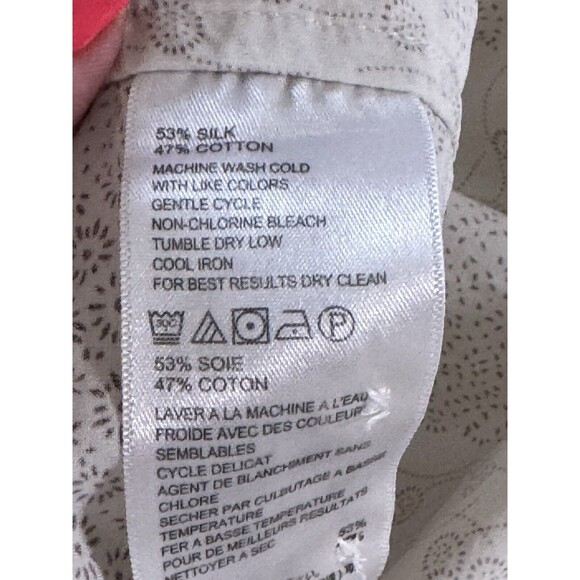 53% SILK
47% COTTON
MACHINE WASH COLD
WITH LIKE COLORS
GENTLE CYCLE
NON-CHLORINE BLEACH
TUMBLE DRY LOW
COOL IRON
FOR BEST RESULTS DRY CLEAN
30C P
53% SOIE
47% COTON
LAVER A LA MACHINE A L'EAU
FROIDE AVEC DES COULEURS
SEMBLABLES
CYCLE DELICAT
AGENT DE BLANCHIMENT SANS
CHLORE
SECHER PAR CULBUTAGE A BASSE
TEMPERATURE
FER A BASSE TEMPERATURE
POUR DE MEILLEURS RESULTATS
NETTOYER A SEC
53%